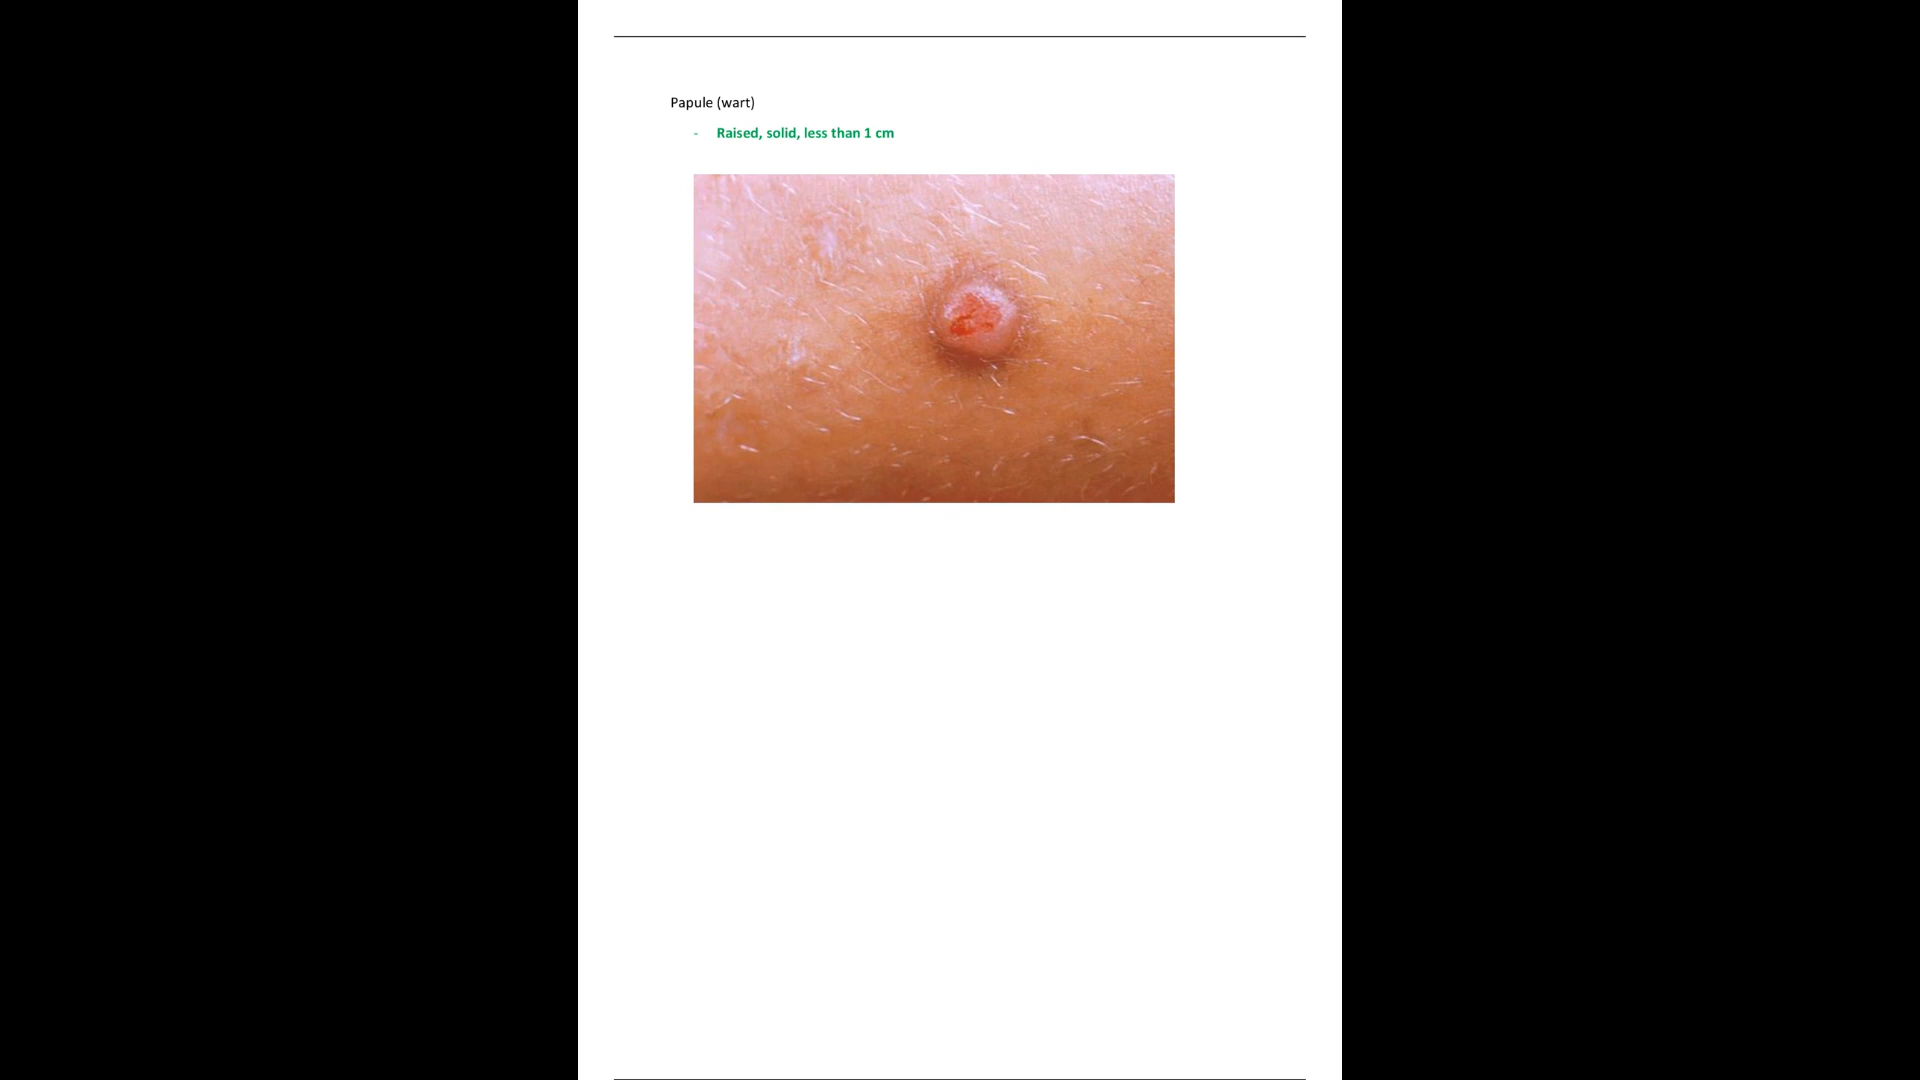 Papule (wart)
- Raised, solid, less than 1 cm